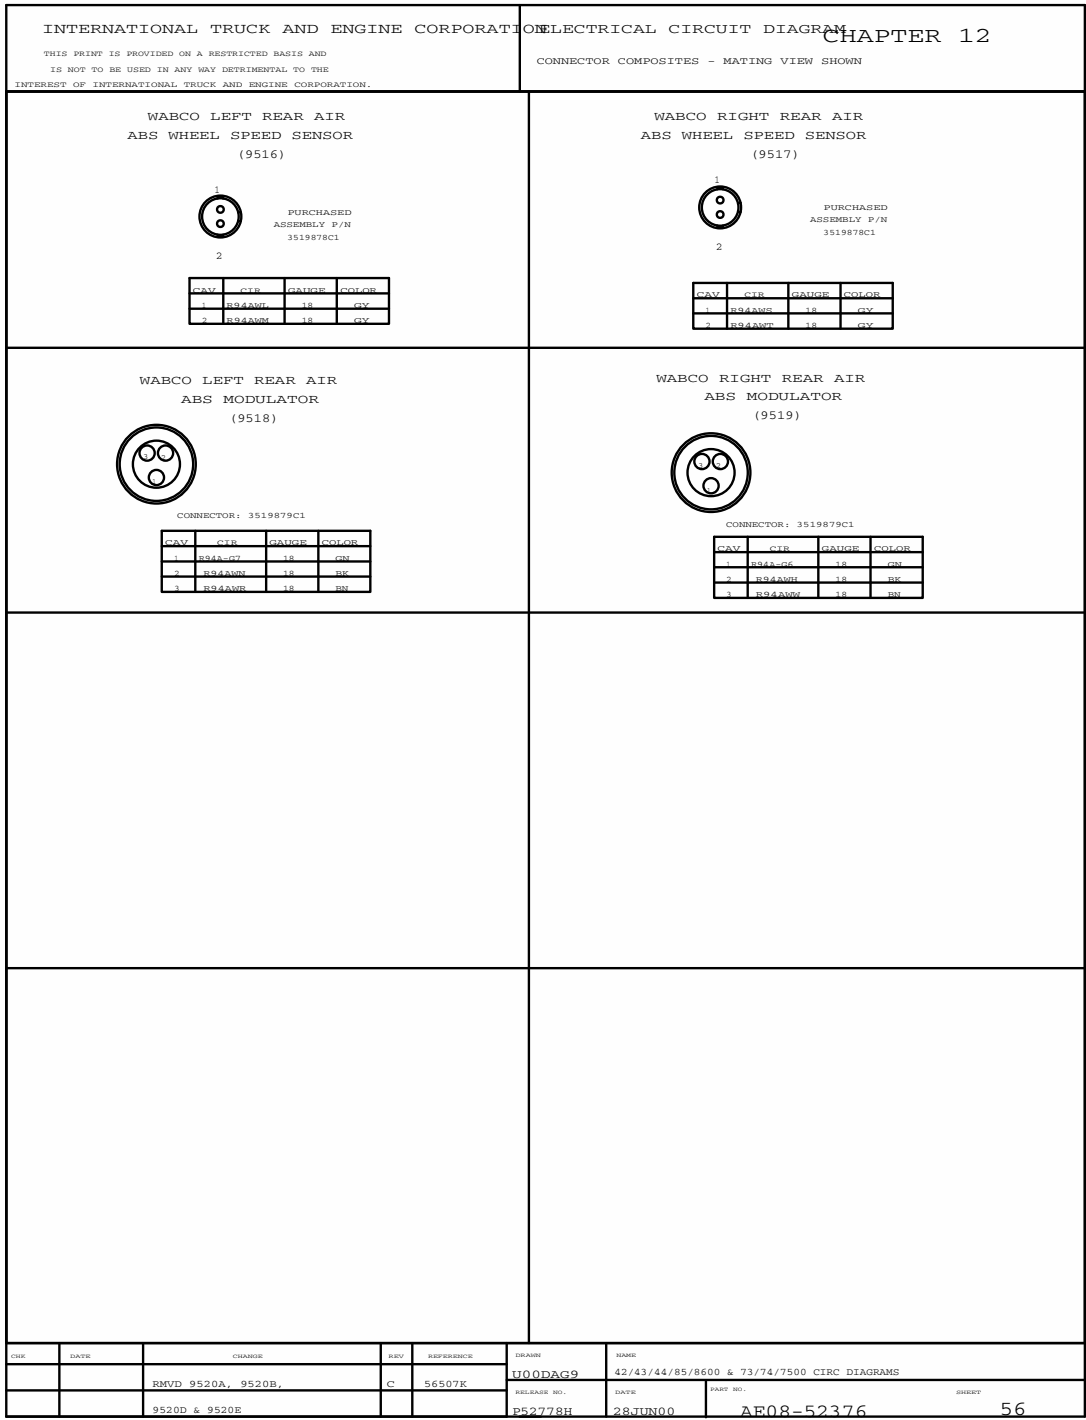 INTERNATIONAL TRUCK AND ENGINE CORPORATION
THIS PRINT IS PROVIDED ON A RESTRICTED BASIS AND
IS NOT TO BE USED IN ANY WAY DETRIMENTAL TO THE
INTEREST OF INTERNATIONAL TRUCK AND ENGINE CORPORATION.
ELECTRICAL CIRCUIT DIAGRAM
CHAPTER 12
CONNECTOR COMPOSITES - MATING VIEW SHOWN
WABCO LEFT REAR AIR
ABS WHEEL SPEED SENSOR
(9516)
1
PURCHASED
ASSEMBLY P/N
3519878C1
2
CAV CIR GAUGE COLOR
1 R94AWL 18 GY
2 R94AWM 18 GY
WABCO RIGHT REAR AIR
ABS WHEEL SPEED SENSOR
(9517)
1
PURCHASED
ASSEMBLY P/N
3519878C1
2
CAV CIR GAUGE COLOR
1 R94AWS 18 GY
2 R94AWT 18 GY
WABCO LEFT REAR AIR
ABS MODULATOR
(9518)
3 2
1
CONNECTOR: 3519879C1
CAV CIR GAUGE COLOR
1 R94A-G7 18 GN
2 R94AWN 18 BK
3 R94AWR 18 BN
WABCO RIGHT REAR AIR
ABS MODULATOR
(9519)
3 2
1
CONNECTOR: 3519879C1
CAV CIR GAUGE COLOR
1 R94A-G6 18 GN
2 R94AWH 18 BK
3 R94AWW 18 BN
CHK DATE CHANGE REV REFERENCE
RMVD 9520A, 9520B, C 56507K
9520D & 9520E
DRAWN
U00DAG9
NAME
42/43/44/85/8600 & 73/74/7500 CIRC DIAGRAMS
RELEASE NO.
P52778H
DATE
28JUN00
PART NO.
AE08-52376
SHEET
56